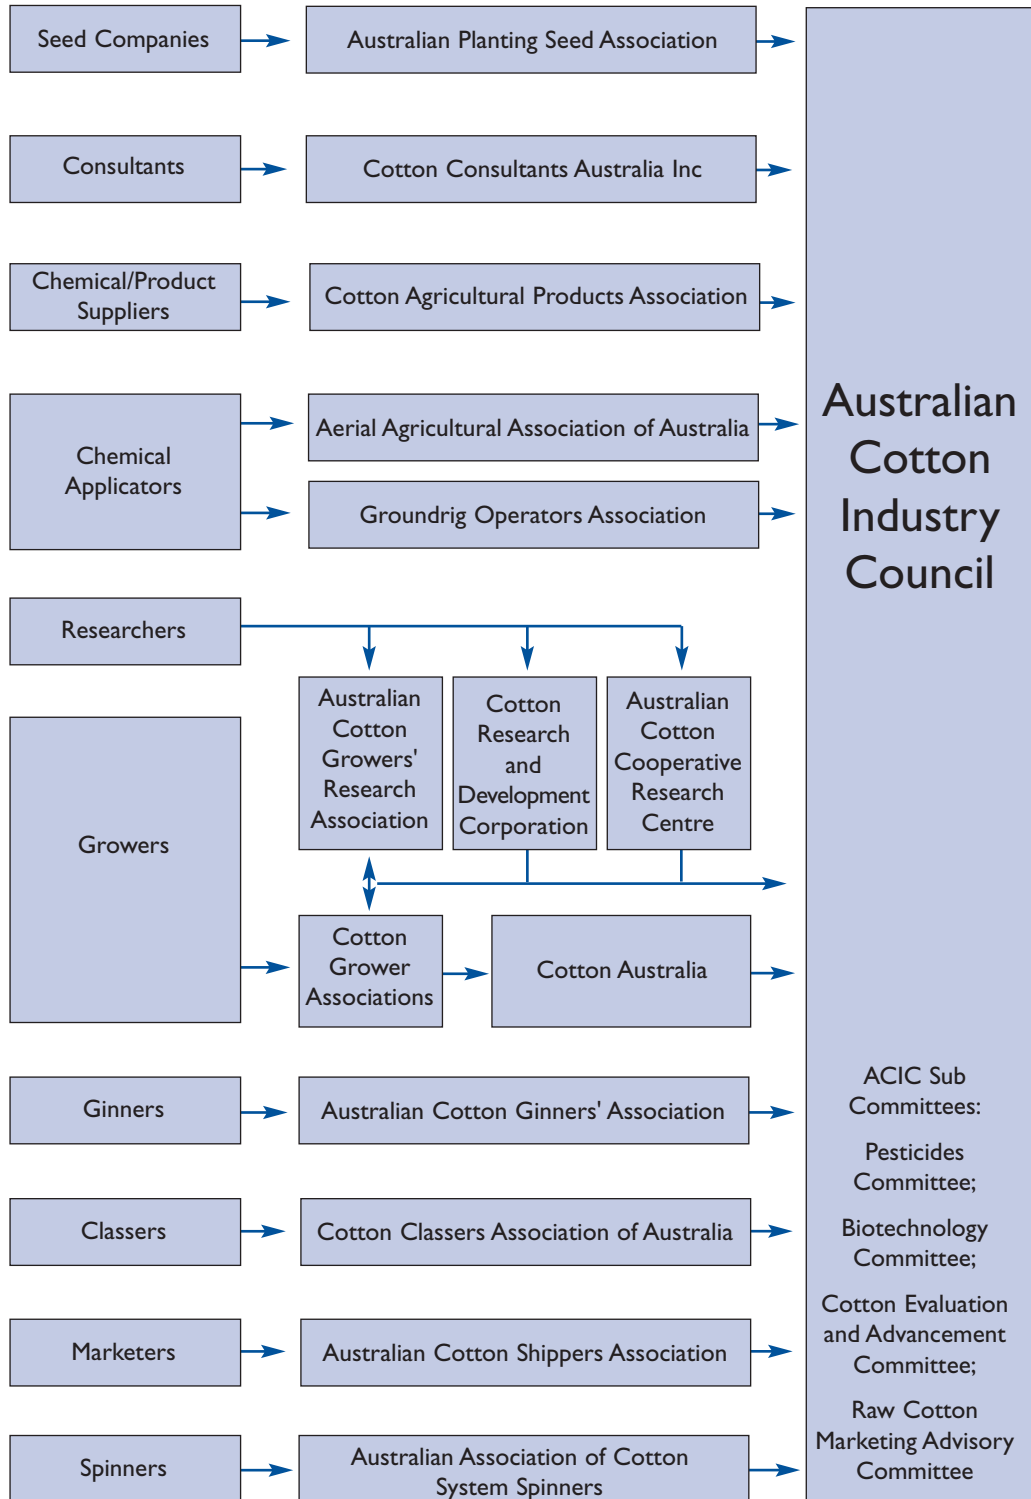 Seed Companies
Australian Planting Seed Association
Consultants
Cotton Consultants Australia Inc
Chemical/Product
Suppliers
Cotton Agricultural Products Association
Chemical
Applicators
Aerial Agricultural Association of Australia
Groundrig Operators Association
Australian
Cotton
Industry
Council
Researchers
Australian
Cotton
Growers'
Research
Association
Cotton
Research
and
Development
Corporation
Australian
Cotton
Cooperative
Research
Centre
Growers
Cotton
Grower
Associations
Cotton Australia
Ginners
Australian Cotton Ginners' Association
Classers
Cotton Classers Association of Australia
Marketers
Australian Cotton Shippers Association
Spinners
Australian Association of Cotton
System Spinners
ACIC Sub
Committees:
Pesticides
Committee;
Biotechnology
Committee;
Cotton Evaluation
and Advancement
Committee;
Raw Cotton
Marketing Advisory
Committee